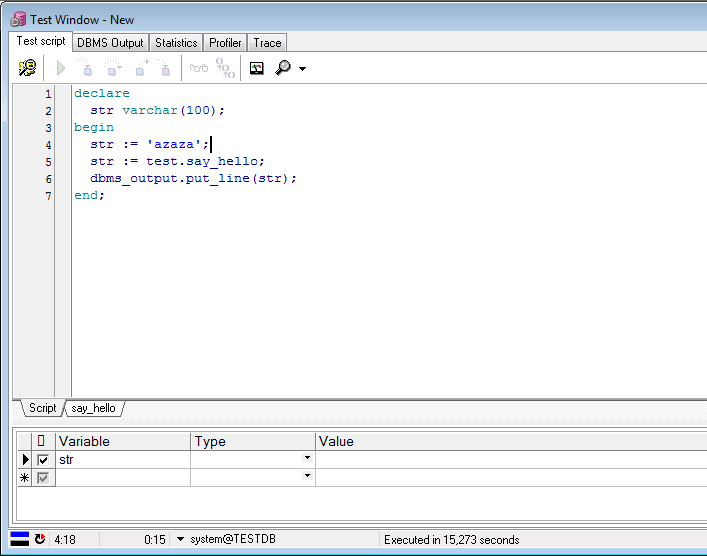 Test Window - New
Test script DBMS Output Statistics Profiler Trace
1 declare
2 str varchar(100);
3 begin
4 str := 'azaza';
5 str := test.say_hello;
6 dbms_output.put_line(str);
7 end;
Script say_hello
Variable Type Value
str
4:18 0:15 system@TESTDB Executed in 15,273 seconds